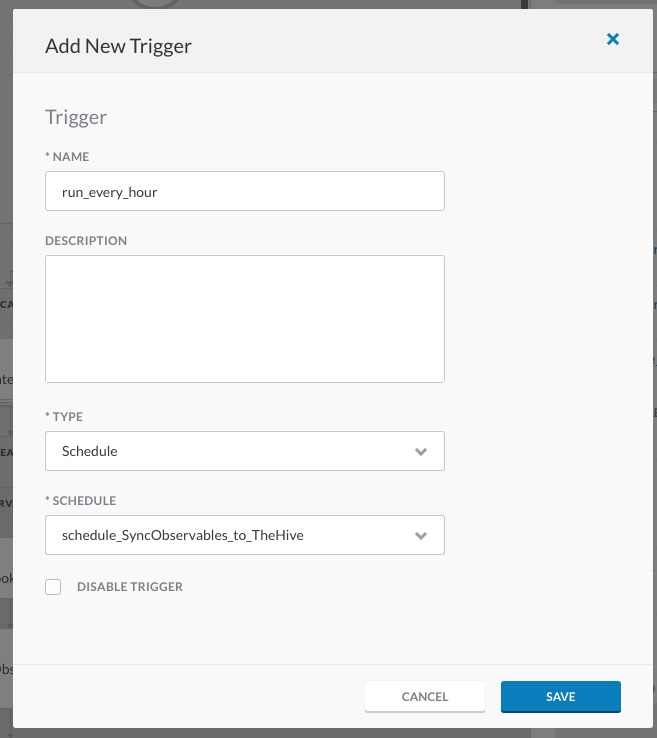 Add New Trigger
Trigger
* NAME
run_every_hour
DESCRIPTION
* TYPE
Schedule
* SCHEDULE
schedule_SyncObservables_to_TheHive
DISABLE TRIGGER
CANCEL
SAVE